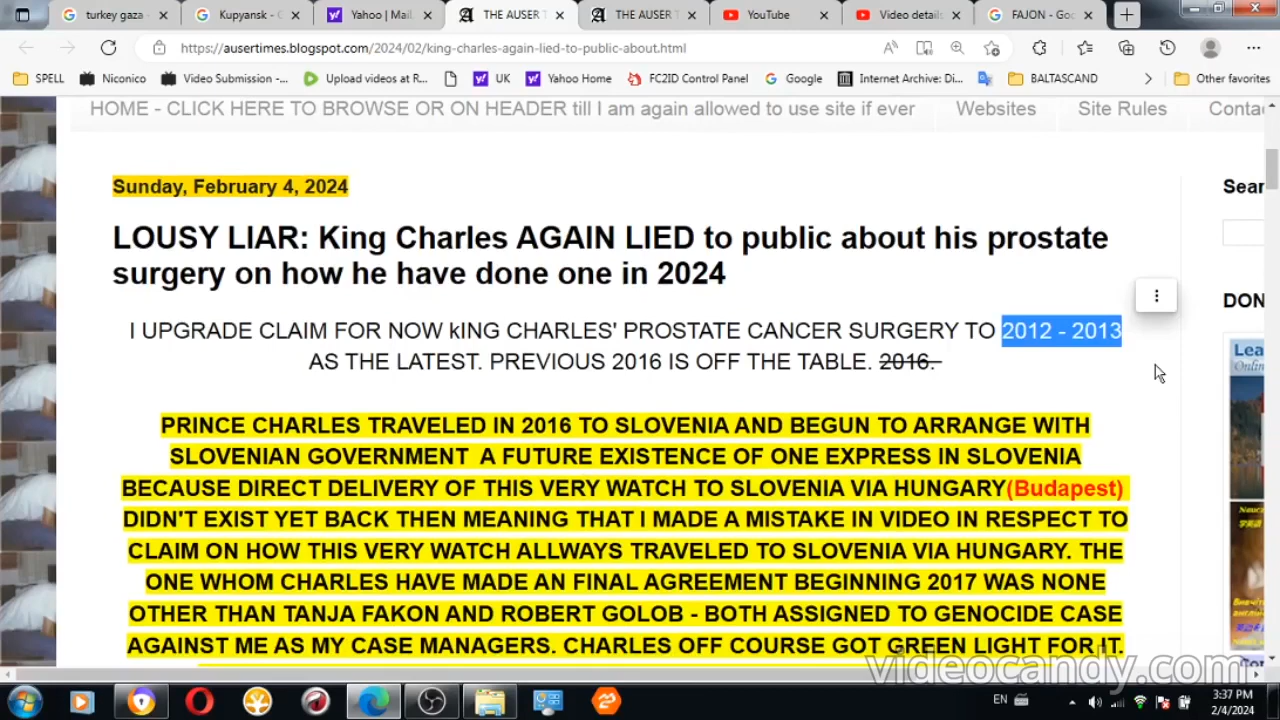 turkey gaza -
Kupyansk - G
Yahoo | Mail
THE AUSER T
THE AUSER T
YouTube
Video details
FAJON - Goo
https://ausertimes.blogspot.com/2024/02/king-charles-again-lied-to-public-about.html
SPELL
Niconico
Video Submission -...
Upload videos at R...
UK
Yahoo Home
FC2ID Control Panel
Google
Internet Archive: Di...
BALTASCAND
Other favorites
HOME - CLICK HERE TO BROWSE OR ON HEADER till I am again allowed to use site if ever
Websites
Site Rules
Contac
Sunday, February 4, 2024
Sear
LOUSY LIAR: King Charles AGAIN LIED to public about his prostate
surgery on how he have done one in 2024
DON
I UPGRADE CLAIM FOR NOW kING CHARLES' PROSTATE CANCER SURGERY TO 2012 - 2013
AS THE LATEST. PREVIOUS 2016 IS OFF THE TABLE. 2016.
Lea
Online
PRINCE CHARLES TRAVELED IN 2016 TO SLOVENIA AND BEGUN TO ARRANGE WITH
SLOVENIAN GOVERNMENT A FUTURE EXISTENCE OF ONE EXPRESS IN SLOVENIA
BECAUSE DIRECT DELIVERY OF THIS VERY WATCH TO SLOVENIA VIA HUNGARY(Budapest)
DIDN'T EXIST YET BACK THEN MEANING THAT I MADE A MISTAKE IN VIDEO IN RESPECT TO
CLAIM ON HOW THIS VERY WATCH ALLWAYS TRAVELED TO SLOVENIA VIA HUNGARY. THE
ONE WHOM CHARLES HAVE MADE AN FINAL AGREEMENT BEGINNING 2017 WAS NONE
OTHER THAN TANJA FAKON AND ROBERT GOLOB - BOTH ASSIGNED TO GENOCIDE CASE
AGAINST ME AS MY CASE MANAGERS. CHARLES OFF COURSE GOT GREEN LIGHT FOR IT.
videocandy.com
EN
3:37 PM
2/4/2024